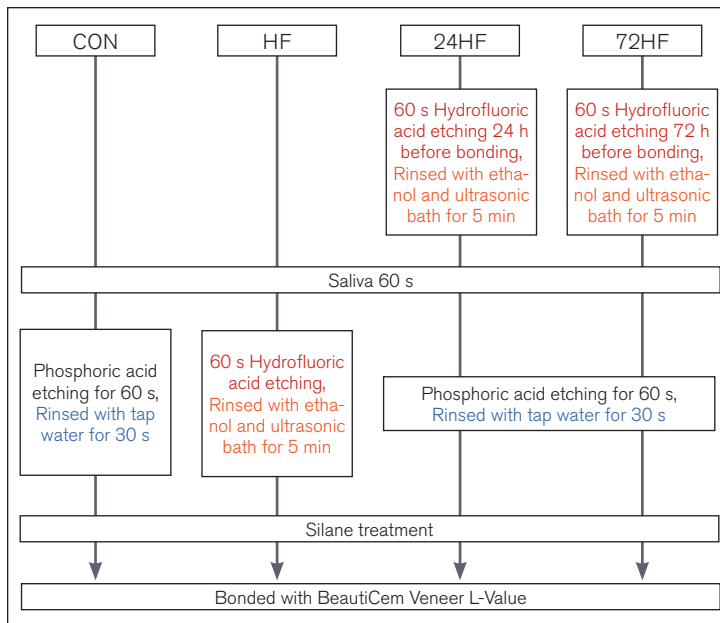 CON
HF
24HF
72HF
60 s Hydrofluoric
acid etching 24 h
before bonding,
Rinsed with etha-
nol and ultrasonic
bath for 5 min
60 s Hydrofluoric
acid etching 72 h
before bonding,
Rinsed with etha-
nol and ultrasonic
bath for 5 min
Saliva 60 s
Phosphoric acid
etching for 60 s,
Rinsed with tap
water for 30 s
60 s Hydrofluoric
acid etching,
Rinsed with etha-
nol and ultrasonic
bath for 5 min
Phosphoric acid etching for 60 s,
Rinsed with tap water for 30 s
Silane treatment
Bonded with BeautiCem Veneer L-Value